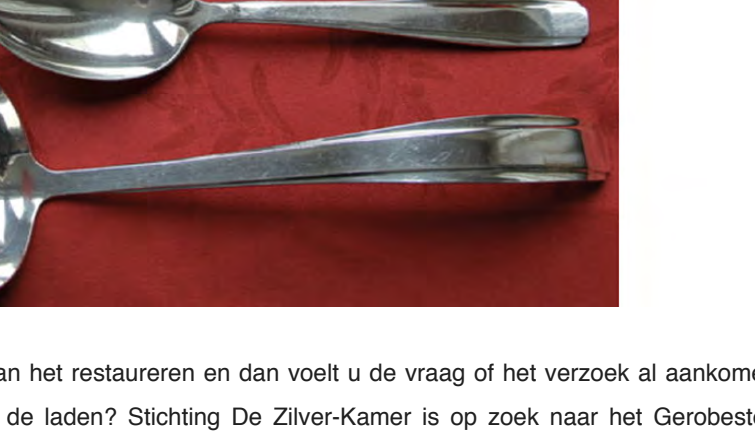 an het restaureren en dan voelt u de vraag of het verzoek al aankome
de laden? Stichting De Zilver-Kamer is op zoek naar het Gerobeste